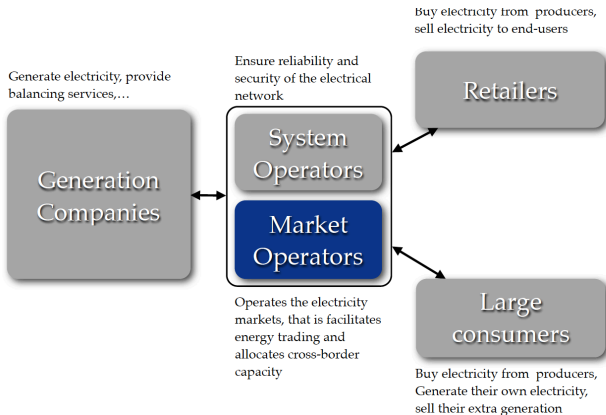 Buy electricity from producers,
sell electricity to end-users
Generate electricity, provide
balancing services,...
Ensure reliability and
security of the electrical
network
Retailers
System
Operators
Generation
Companies
Market
Operators
Large
consumers
Operates the electricity
markets, that is facilitates
energy trading and
allocates cross-border
capacity
Buy electricity from producers,
Generate their own electricity,
sell their extra generation